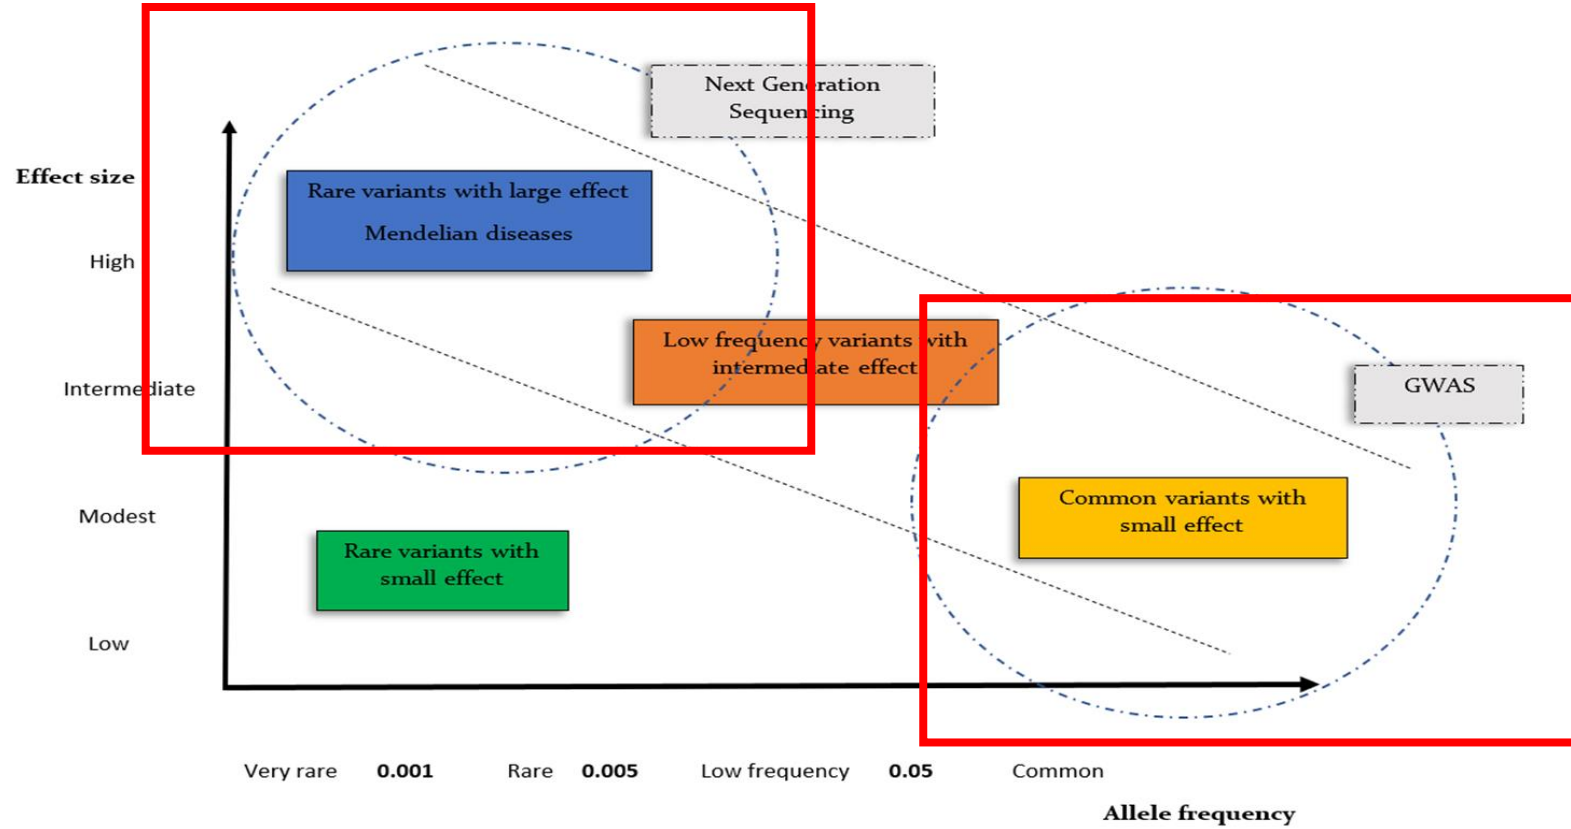 Next Generation
Sequencing
Effect size
Rare variants with large effect
Mendelian diseases
High
Low frequency variants with
intermediate effect
Intermediate
GWAS
Common variants with
small effect
Modest
Rare variants with
small effect
Low
Very rare 0.001 Rare 0.005 Low frequency 0.05 Common
Allele frequency